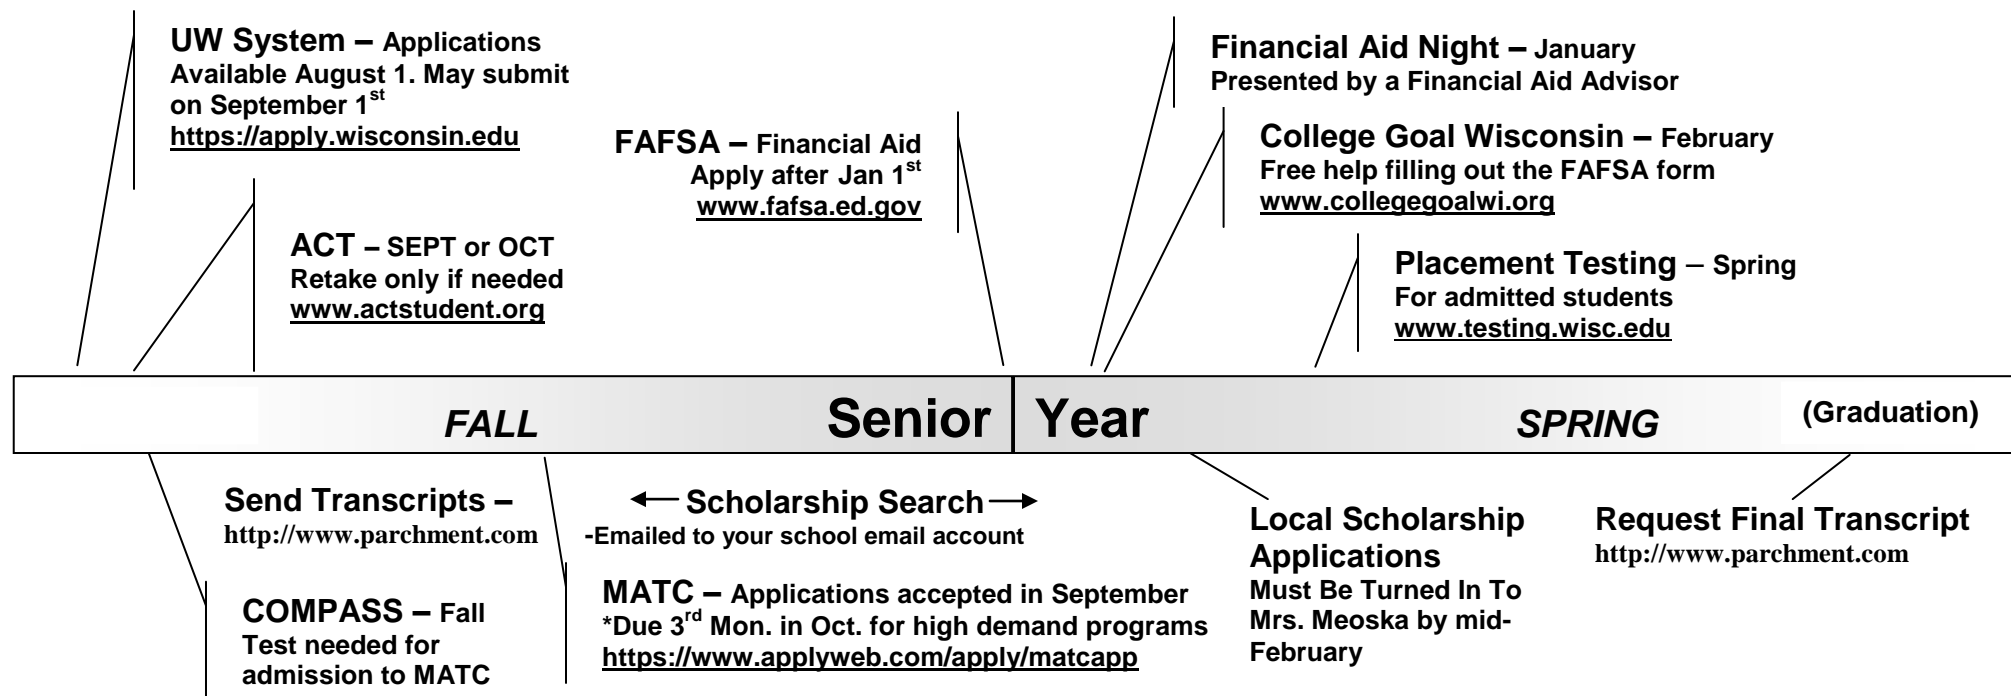 UW System – Applications
Available August 1. May submit
on September 1st
https://apply.wisconsin.edu
ACT – SEPT or OCT
Retake only if needed
www.actstudent.org
FAFSA – Financial Aid
Apply after Jan 1st
www.fafsa.ed.gov
Financial Aid Night – January
Presented by a Financial Aid Advisor
College Goal Wisconsin – February
Free help filling out the FAFSA form
www.collegegoalwi.org
Placement Testing – Spring
For admitted students
www.testing.wisc.edu
FALL Senior Year SPRING (Graduation)
Send Transcripts –
http://www.parchment.com
COMPASS – Fall
Test needed for
admission to MATC
Scholarship Search
-Emailed to your school email account
MATC – Applications accepted in September
*Due 3rd Mon. in Oct. for high demand programs
https://www.applyweb.com/apply/matcapp
Local Scholarship
Applications
Must Be Turned In To
Mrs. Meoska by mid-
February
Request Final Transcript
http://www.parchment.com